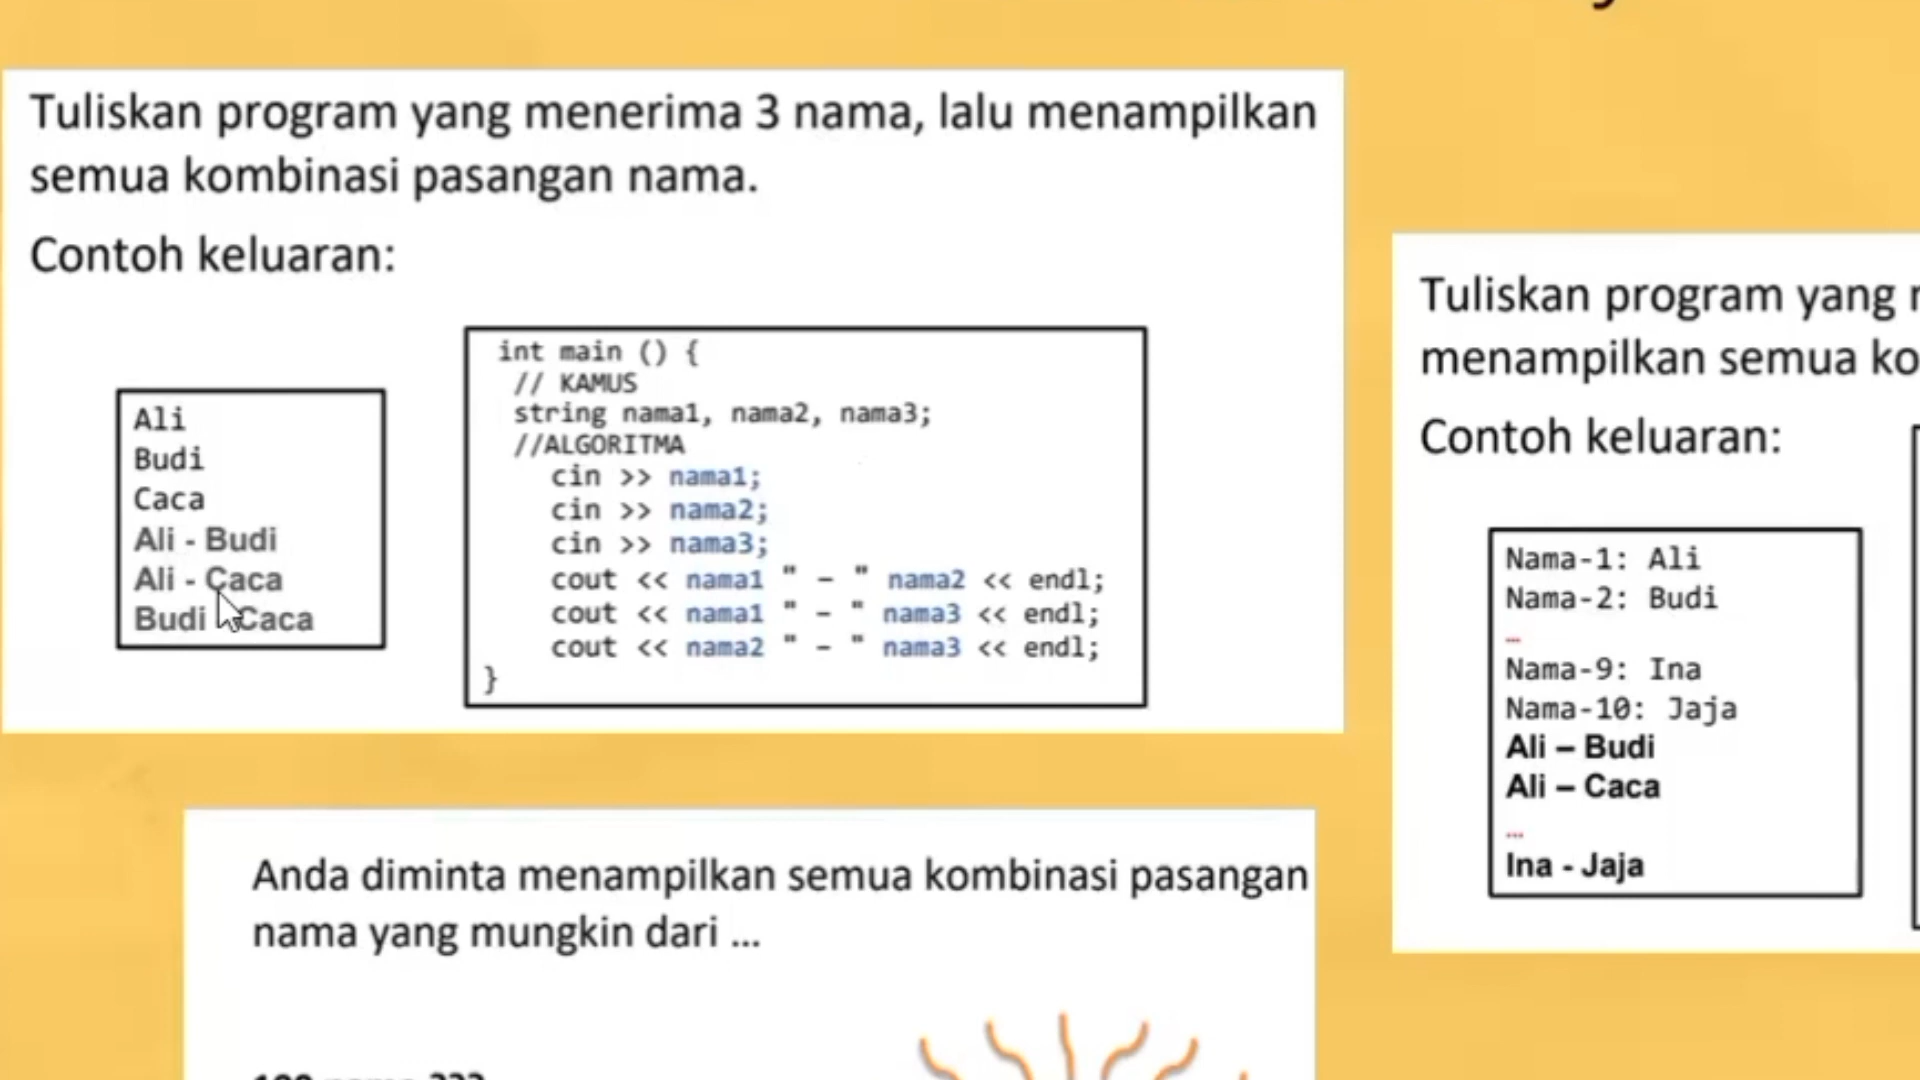 Tuliskan program yang menerima 3 nama, lalu menampilkan
semua kombinasi pasangan nama.
Contoh keluaran:
Ali
Budi
Caca
Ali - Budi
Ali - Caca
Budi Caca
int main () {
// KAMUS
string nama1, nama2, nama3;
//ALGORITMA
cin >> nama1;
cin >> nama2;
cin >> nama3;
cout << nama1 " - " nama2 << endl;
cout << nama1 " - " nama3 << endl;
cout << nama2 " - " nama3 << endl;
}
Tuliskan program yang
menampilkan semua ko
Contoh keluaran:
Nama-1: Ali
Nama-2: Budi
…
Nama-9: Ina
Nama-10: Jaja
Ali – Budi
Ali – Caca
…
Ina - Jaja
Anda diminta menampilkan semua kombinasi pasangan
nama yang mungkin dari ...